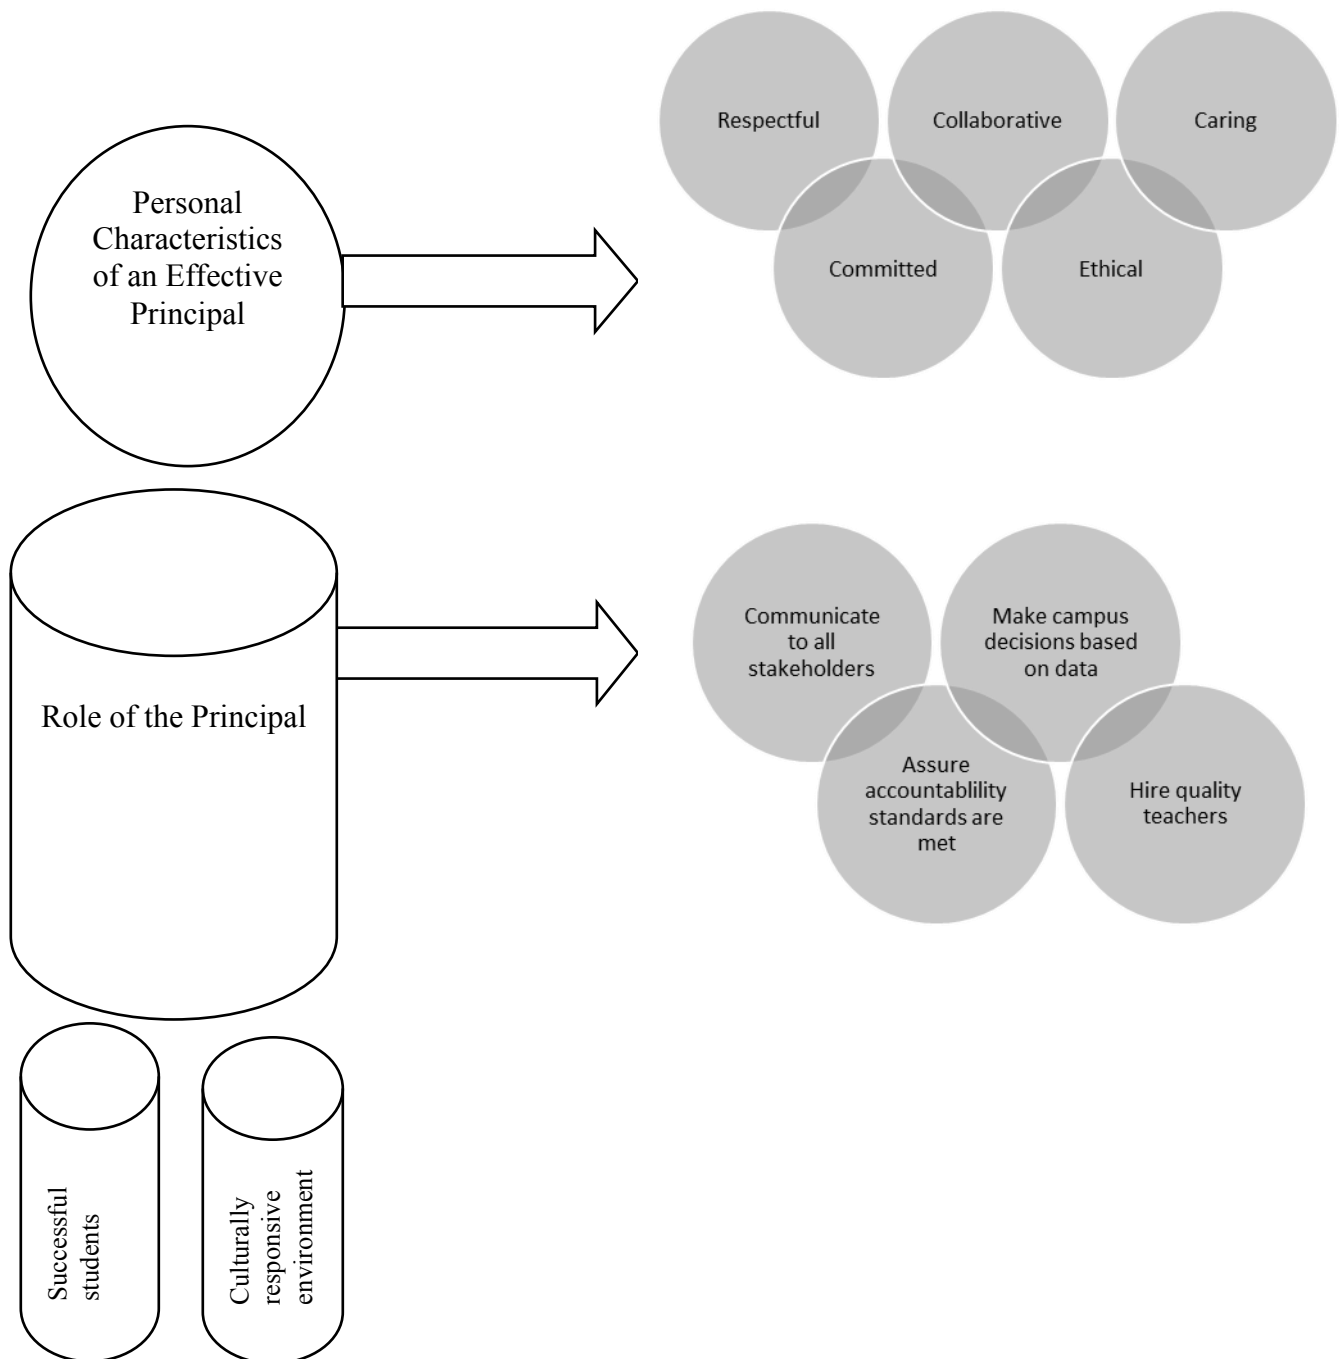 Personal
Characteristics
of an Effective
Principal
Respectful
Collaborative
Caring
Committed
Ethical
Role of the Principal
Communicate
to all
stakeholders
Make campus
decisions based
on data
Assure
accountablility
standards are
met
Hire quality
teachers
Successful
students
Culturally
responsive
environment